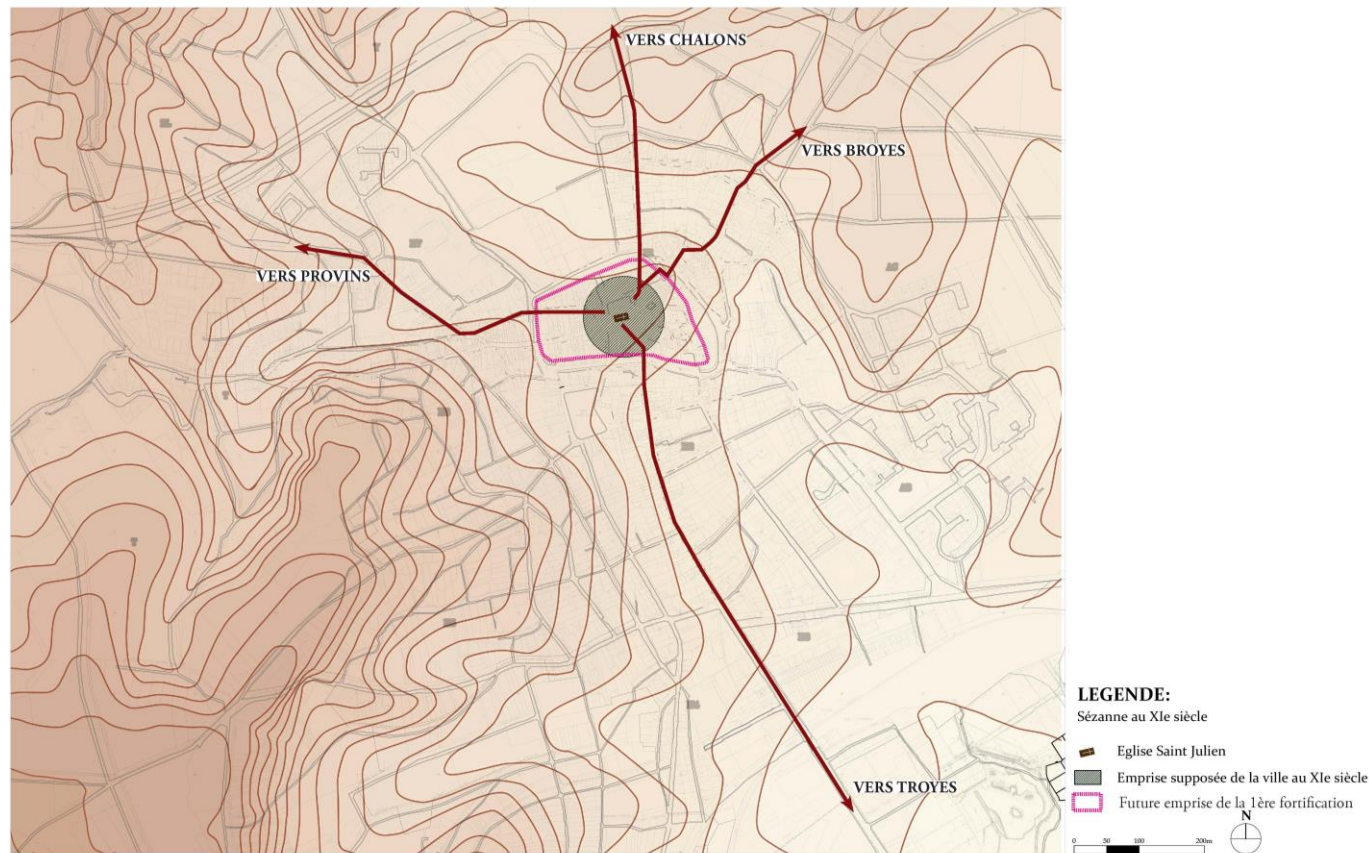 VERS CHALONS
VERS BROYES
VERS PROVINS
VERS TROYES
LEGENDE:
Sézanne au XIe siècle
Eglise Saint Julien
Emprise supposée de la ville au XIe siècle
Future emprise de la 1ère fortification
N
0 50 100 200m